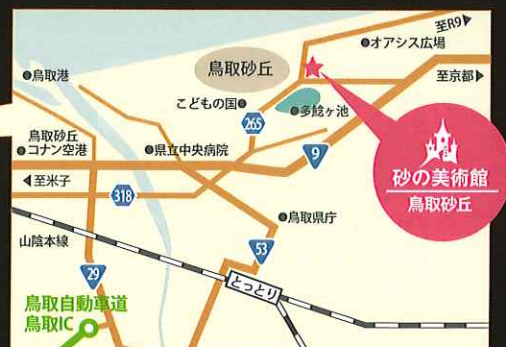 至R9▶
オアシス広場
鳥取砂丘
鳥取港
至京都▶
こどもの国
多鯰ヶ池
265
鳥取砂丘
コナン空港
県立中央病院
9
砂の美術館
鳥取砂丘
◀至米子
318
鳥取県庁
山陰本線
53
29
とっとり
鳥取自動車道
鳥取IC